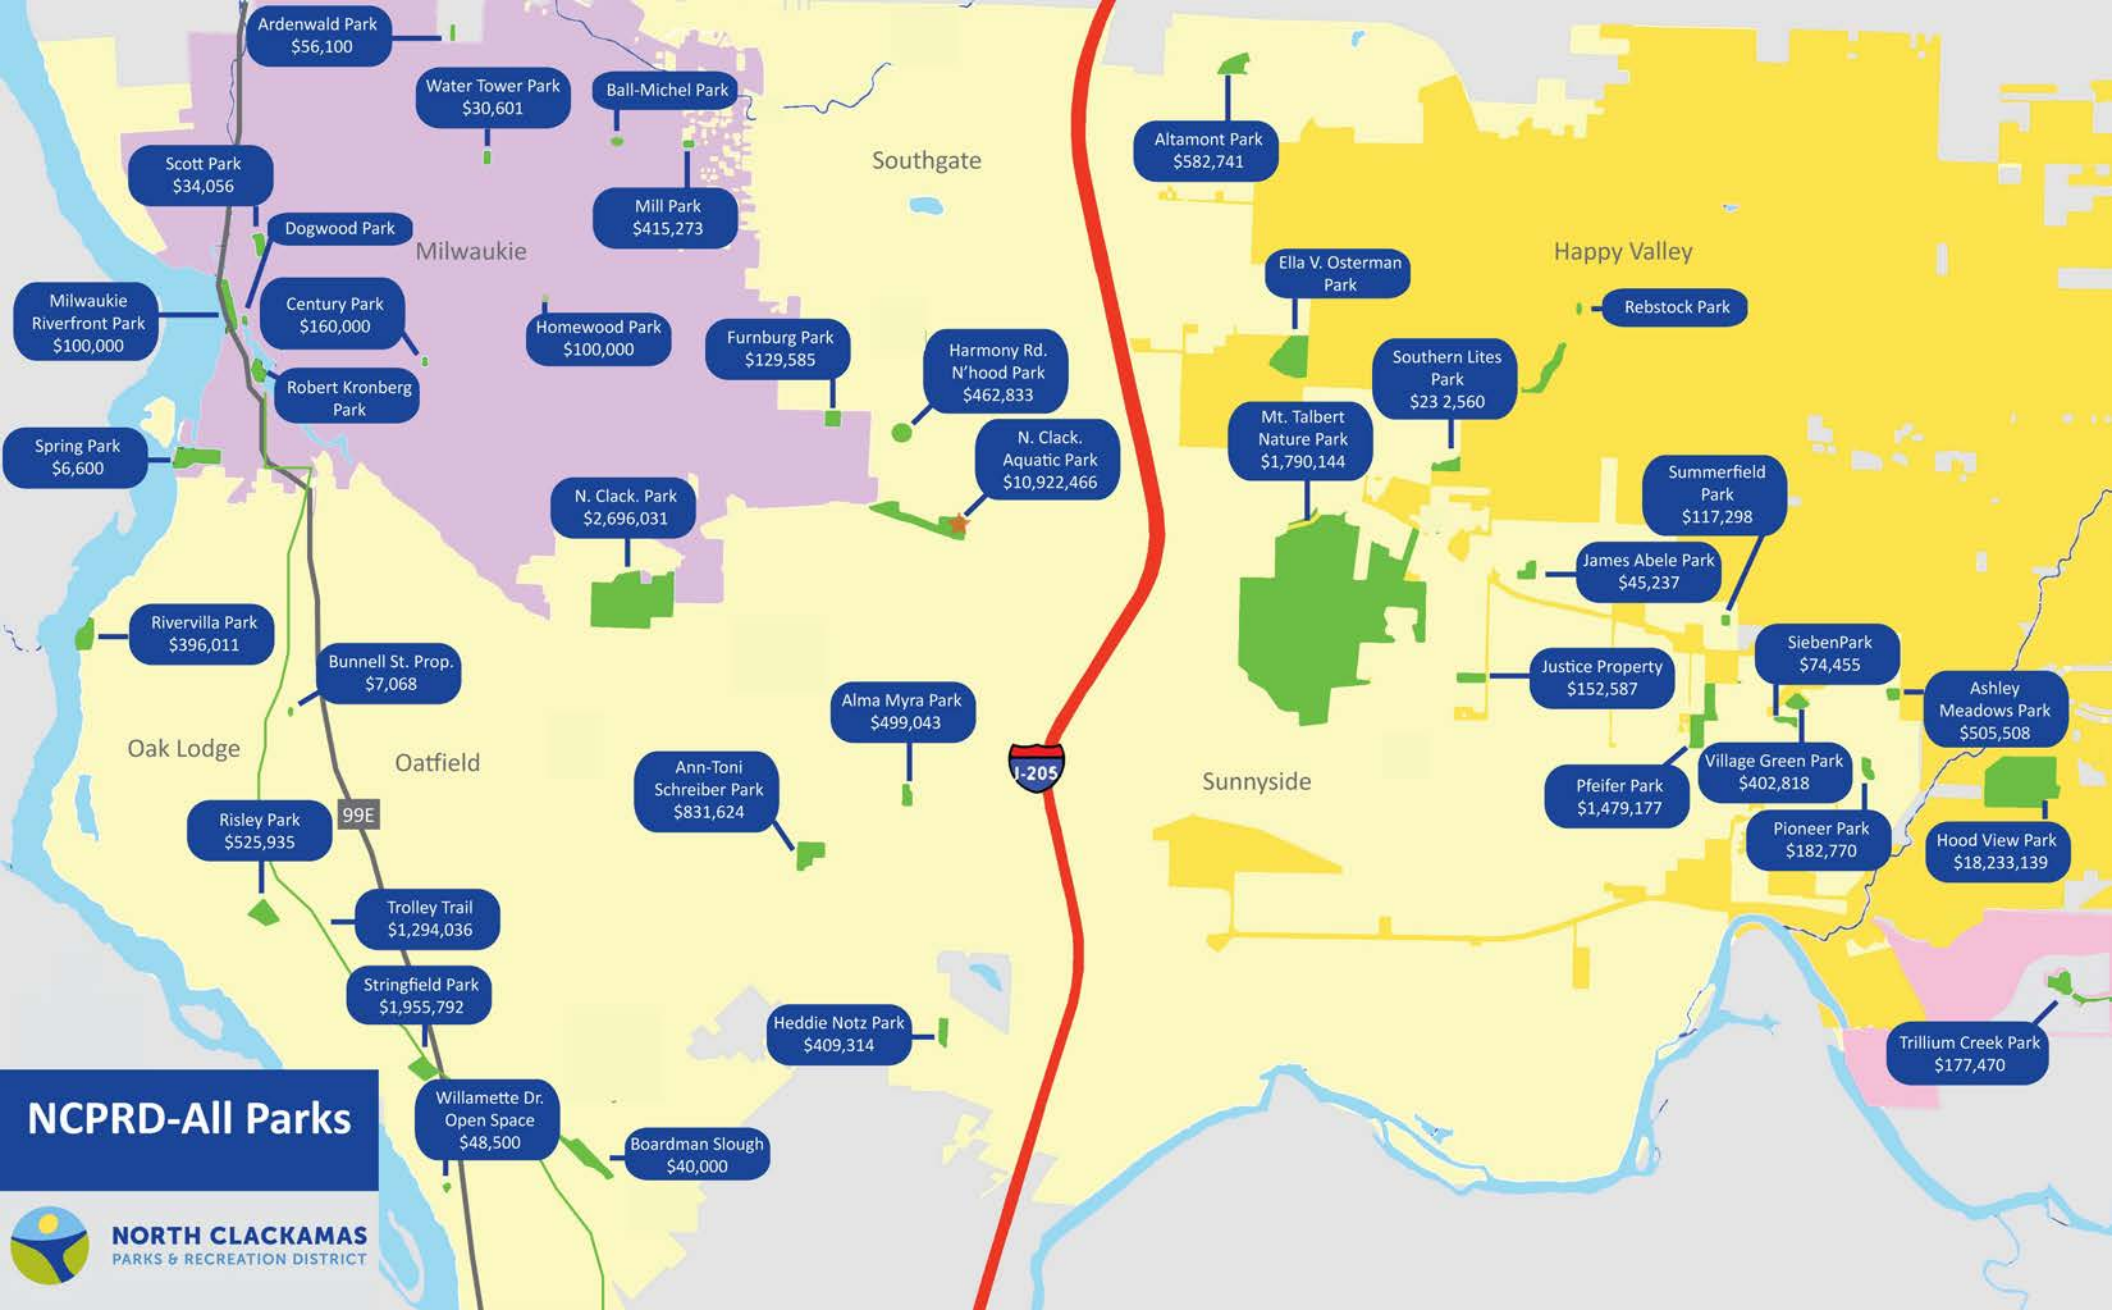 Ardenwald Park
$56,100
Water Tower Park
$30,601
Ball-Michel Park
Scott Park
$34,056
Mill Park
$415,273
Southgate
Altamont Park
$582,741
Dogwood Park
Milwaukie
Happy Valley
Ella V. Osterman
Park
Milwaukie
Riverfront Park
$100,000
Century Park
$160,000
Homewood Park
$100,000
Furnburg Park
$129,585
Harmony Rd.
N'hood Park
$462,833
Rebstock Park
Southern Lites
Park
$23 2,560
Robert Kronberg
Park
Mt. Talbert
Nature Park
$1,790,144
Spring Park
$6,600
N. Clack.
Aquatic Park
$10,922,466
N. Clack. Park
$2,696,031
Summerfield
Park
$117,298
James Abele Park
$45,237
Rivervilla Park
$396,011
Bunnell St. Prop.
$7,068
SiebenPark
$74,455
Justice Property
$152,587
Ashley
Meadows Park
$505,508
Alma Myra Park
$499,043
Oak Lodge
Oatfield
Ann-Toni
Schreiber Park
$831,624
I-205
Sunnyside
Pfeifer Park
$1,479,177
Village Green Park
$402,818
Risley Park
$525,935
99E
Pioneer Park
$182,770
Hood View Park
$18,233,139
Trolley Trail
$1,294,036
Stringfield Park
$1,955,792
Heddie Notz Park
$409,314
Trillium Creek Park
$177,470
Willamette Dr.
Open Space
$48,500
Boardman Slough
$40,000
NCPRD-All Parks
NORTH CLACKAMAS
PARKS & RECREATION DISTRICT